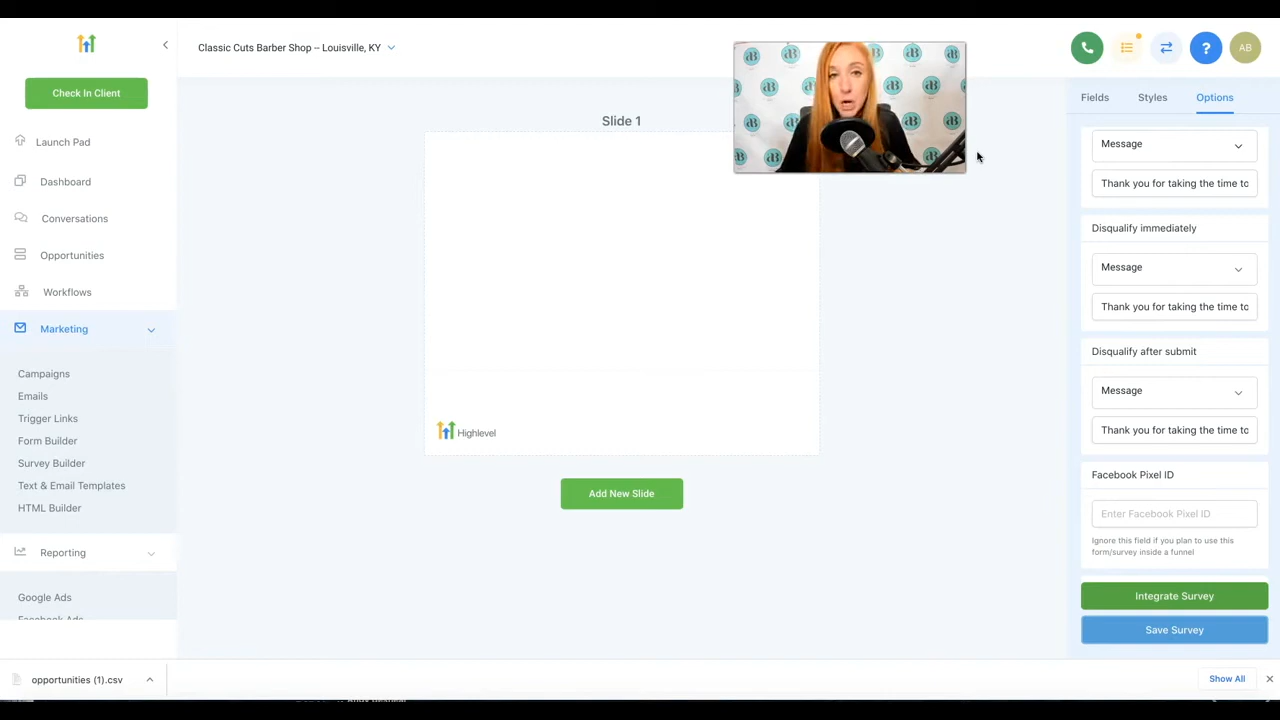 Classic Cuts Barber Shop -- Louisville, KY
AB
Check In Client
Launch Pad
Dashboard
Conversations
Opportunities
Workflows
Marketing
Campaigns
Emails
Trigger Links
Form Builder
Survey Builder
Text & Email Templates
HTML Builder
Reporting
Google Ads
Slide 1
Highlevel
Add New Slide
Fields Styles Options
Message
Thank you for taking the time to
Disqualify immediately
Message
Thank you for taking the time to
Disqualify after submit
Message
Thank you for taking the time to
Facebook Pixel ID
Enter Facebook Pixel ID
Ignore this field if you plan to use this
form/survey inside a funnel
Integrate Survey
Save Survey
opportunities (1).csv
Show All